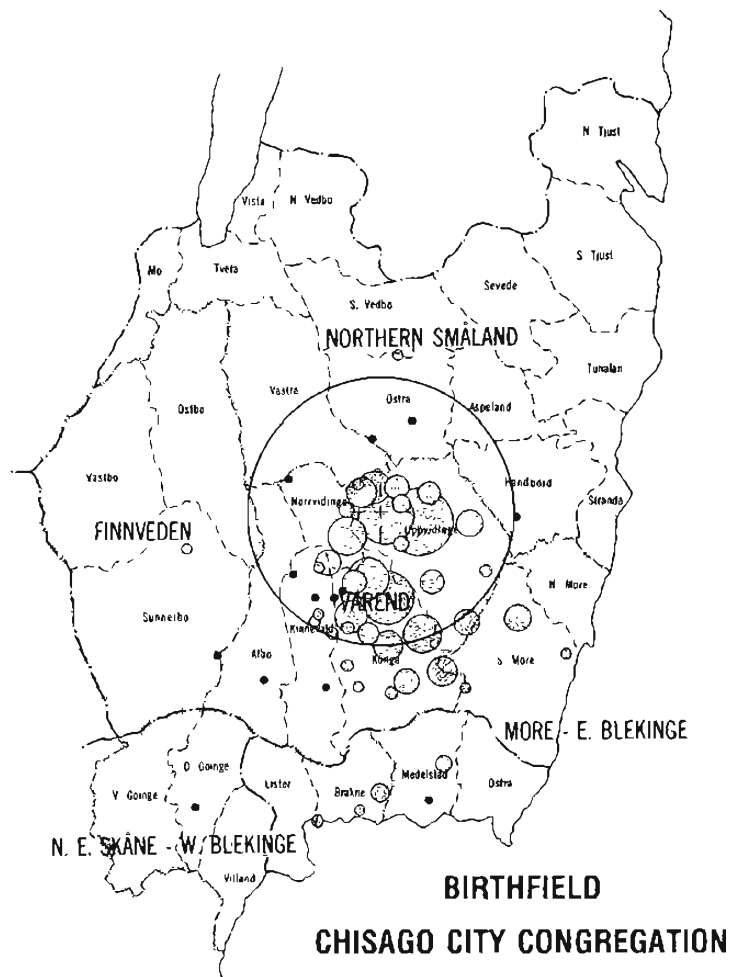 N Tjust
Vista
N Vedbo
S Tjust
Mo
Tveta
Sevede
S. Vedbo
NORTHERN SMÅLAND
Tunalan
Vastra
Ostra
Aspeland
Ostbo
Vastbo
Handbord
Norrvidinge
Stranda
Uppvidinge
FINNVEDEN
N More
VÄREND
Sunnerbo
Kinnevald
Albo
Konga
S More
MORE - E. BLEKINGE
O Goinge
V Goinge
Lister
Brakne
Medelstad
Ostra
N. E. SKÅNE - W. BLEKINGE
Villand
BIRTHFIELD
CHISAGO CITY CONGREGATION